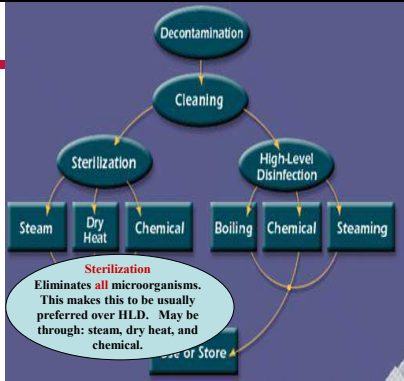 Decontamination
Cleaning
Sterilization
High-Level
Disinfection
Steam
Dry
Heat
Chemical
Boiling
Chemical
Steaming
Sterilization
Eliminates all microorganisms.
This makes this to be usually
preferred over HLD. May be
through: steam, dry heat, and
chemical.
or Store